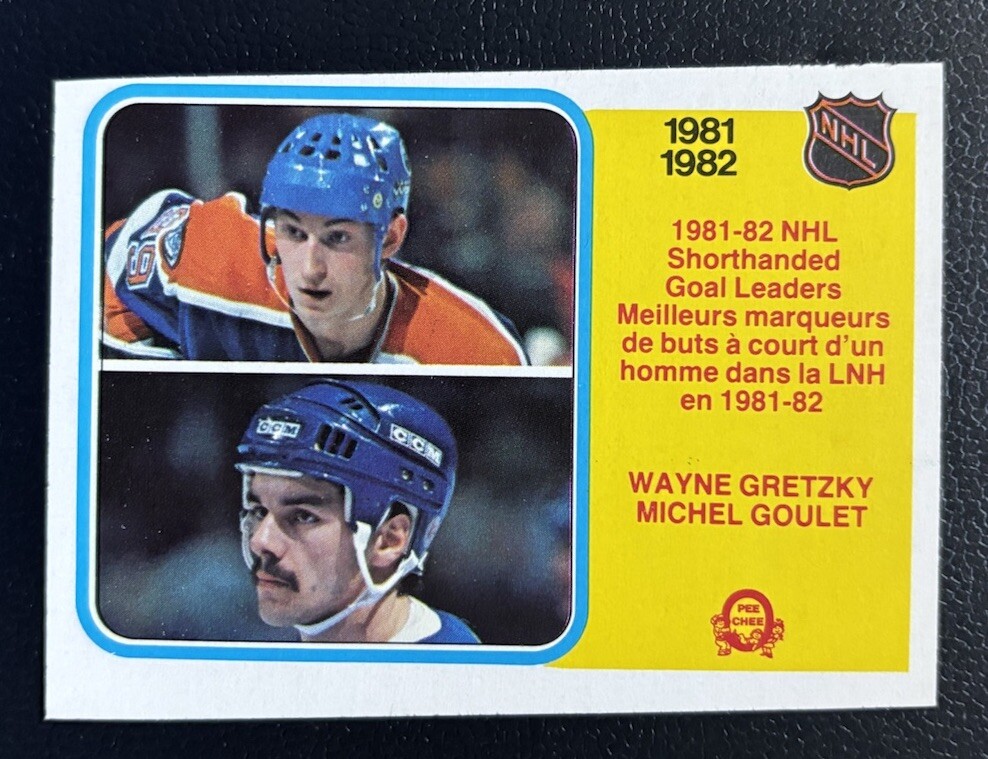 1981
1982
NHL
1981-82 NHL
Shorthanded
Goal Leaders
Meilleurs marqueurs
de buts à court d'un
homme dans la LNH
en 1981-82
WAYNE GRETZKY
MICHEL GOULET
PEE
CHEE
CCM
CCM